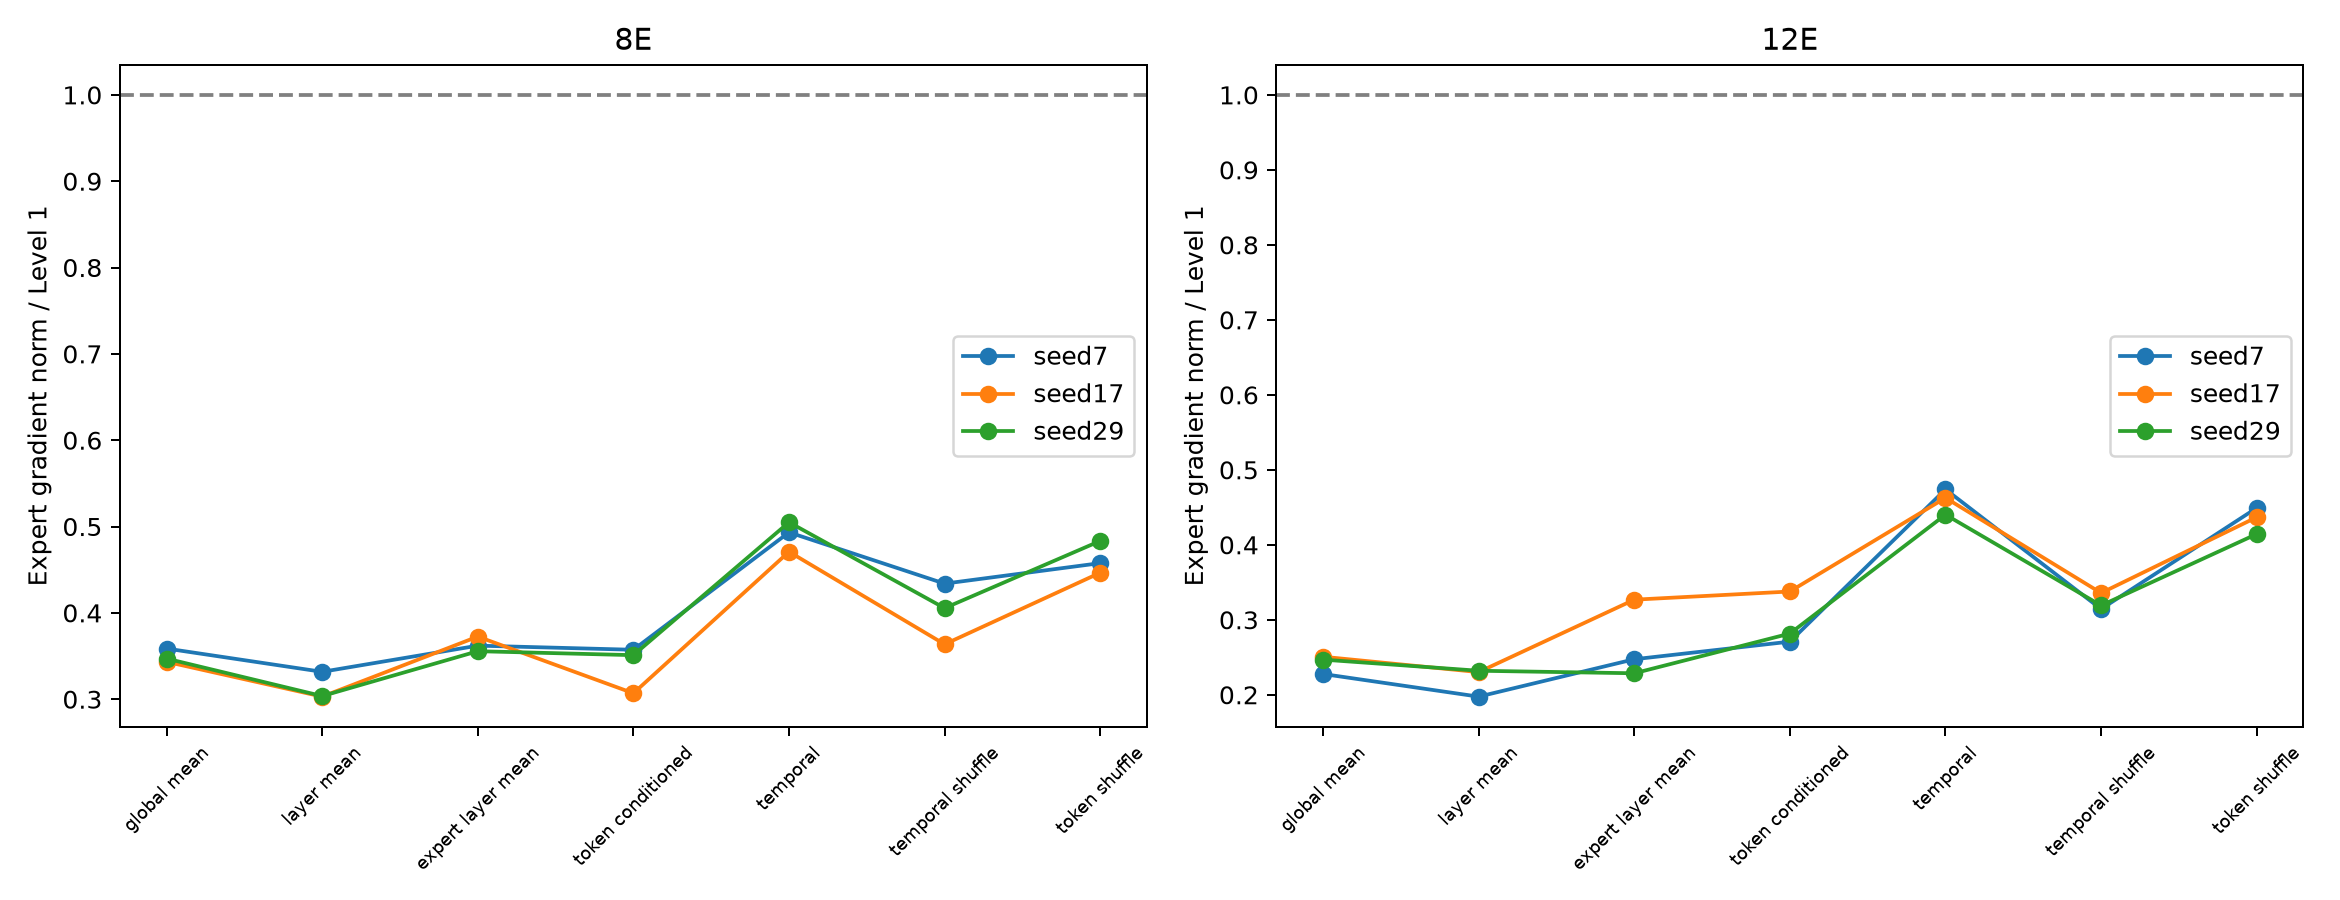 8E
Expert gradient norm / Level 1
1.0
0.9
0.8
0.7
0.6
0.5
0.4
0.3
seed7
seed17
seed29
global mean
layer mean
expert layer mean
token conditioned
temporal
temporal shuffle
token shuffle
12E
Expert gradient norm / Level 1
1.0
0.9
0.8
0.7
0.6
0.5
0.4
0.3
0.2
seed7
seed17
seed29
global mean
layer mean
expert layer mean
token conditioned
temporal
temporal shuffle
token shuffle